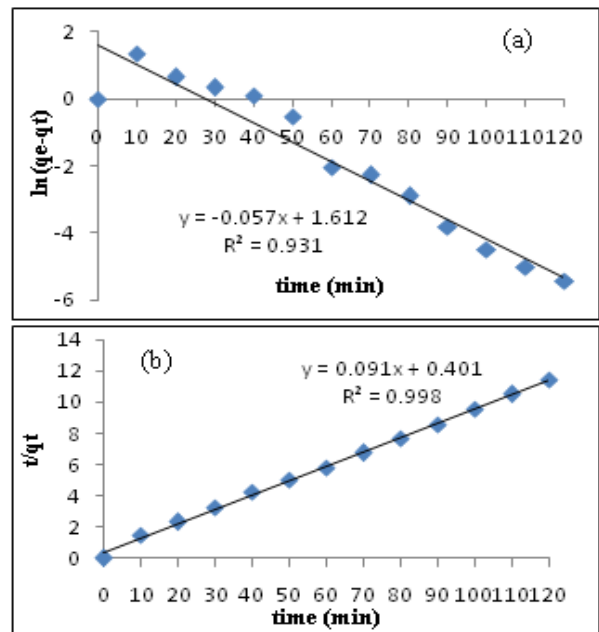 (a)
2
0
-2
-4
-6
0 10 20 30 40 50 60 70 80 90 100 110 120
ln(qe-qt)
y = -0.057x + 1.612
R² = 0.931
time (min)
(b)
14
12
10
8
6
4
2
0
y = 0.091x + 0.401
R² = 0.998
t/qt
0 10 20 30 40 50 60 70 80 90 100 110 120
time (min)